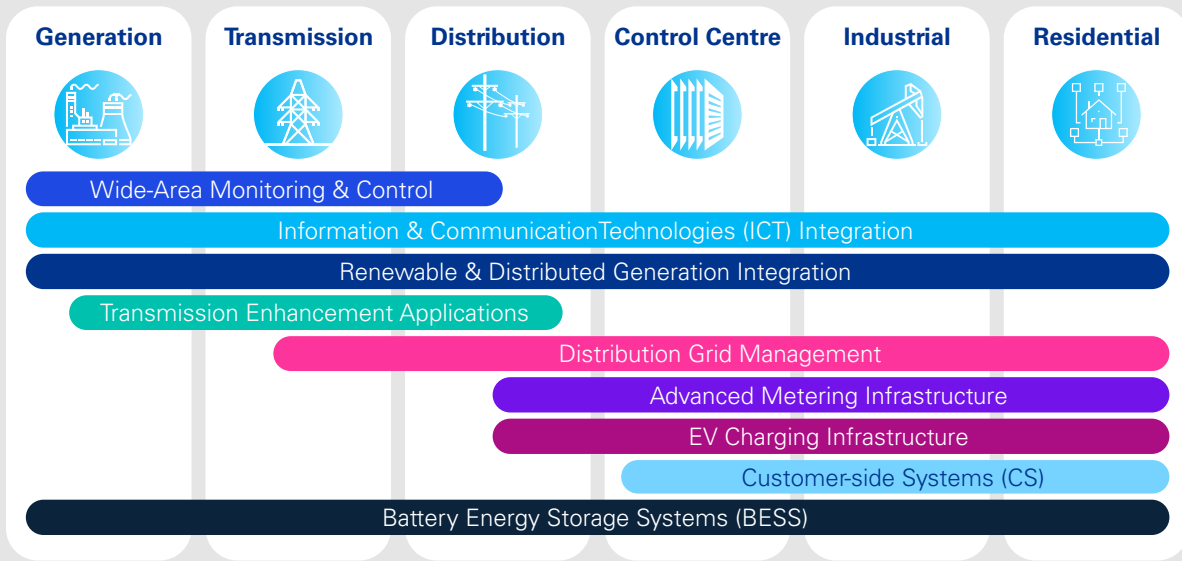 Generation
Transmission
Distribution
Control Centre
Industrial
Residential
Wide-Area Monitoring & Control
Information & CommunicationTechnologies (ICT) Integration
Renewable & Distributed Generation Integration
Transmission Enhancement Applications
Distribution Grid Management
Advanced Metering Infrastructure
EV Charging Infrastructure
Customer-side Systems (CS)
Battery Energy Storage Systems (BESS)